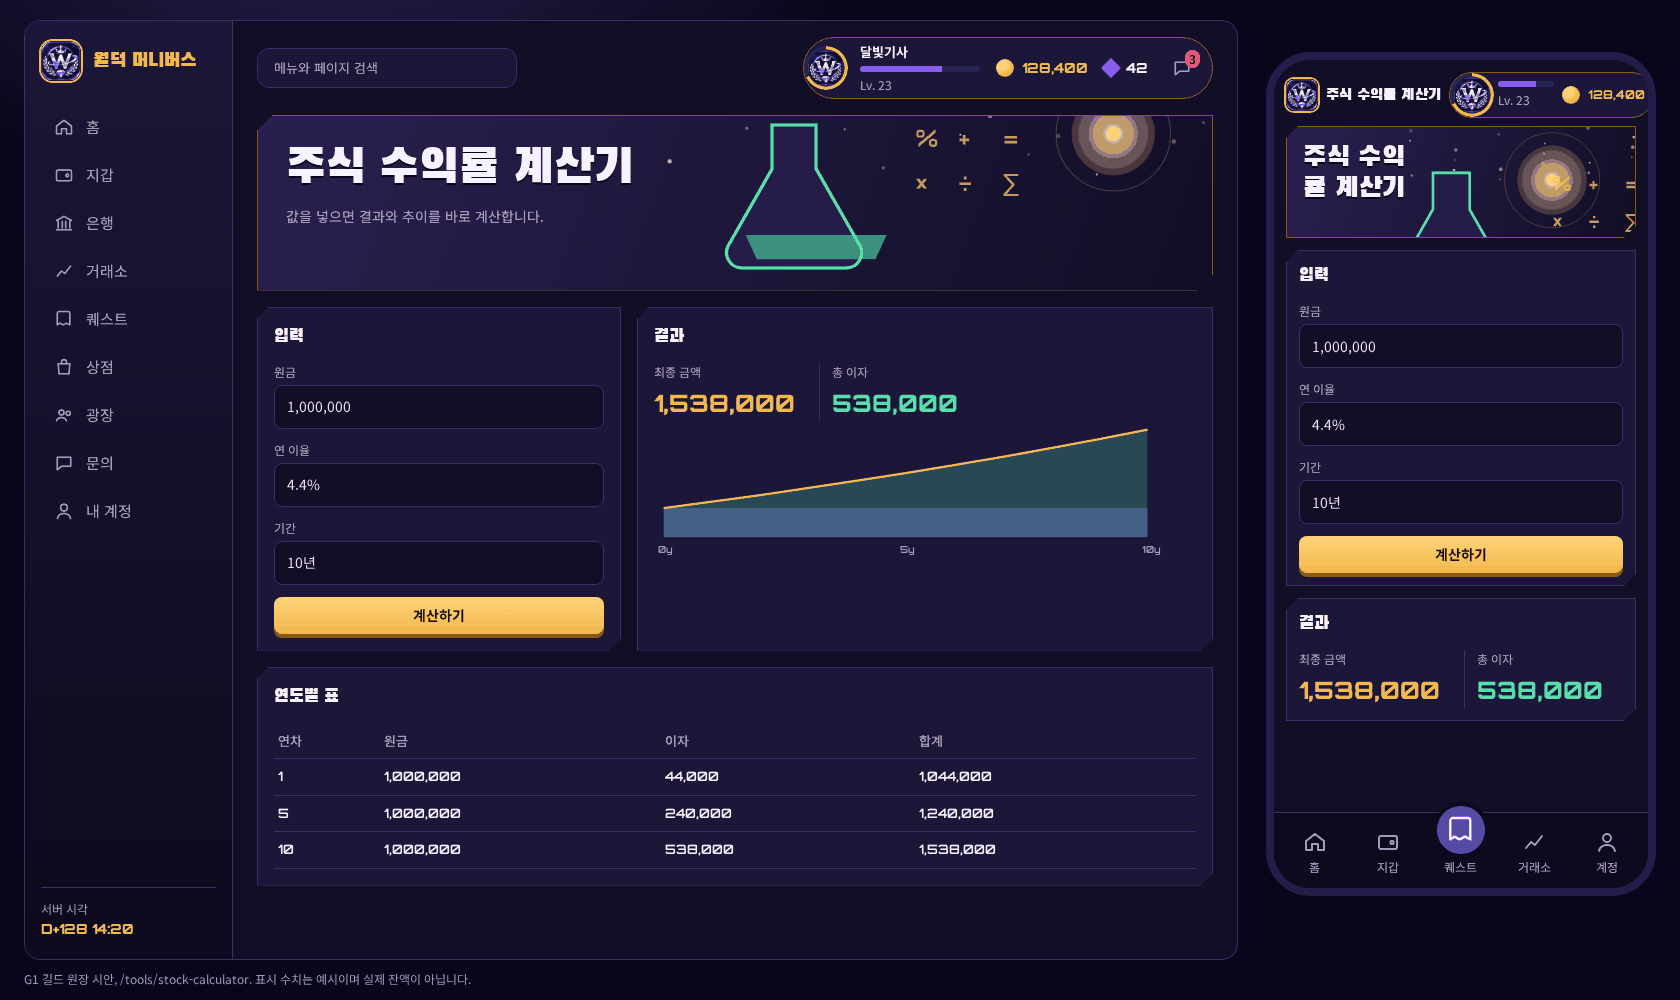 윈덕 머니버스
홈
지갑
은행
거래소
퀘스트
상점
광장
문의
내 계정
서버 시각
D+128 14:20
메뉴와 페이지 검색
달빛기사
Lv. 23
128,400
42
3
주식 수익률 계산기
값을 넣으면 결과와 추이를 바로 계산합니다.
% + =
x ÷ ∑
입력
원금
1,000,000
연 이율
4.4%
기간
10년
계산하기
결과
최종 금액
1,538,000
총 이자
538,000
0y 5y 10y
연도별 표
연차 원금 이자 합계
1 1,000,000 44,000 1,044,000
5 1,000,000 240,000 1,240,000
10 1,000,000 538,000 1,538,000
G1 길드 원장 시안, /tools/stock-calculator. 표시 수치는 예시이며 실제 잔액이 아닙니다.
W
주식 수익률 계산기
Lv. 23
128,400
주식 수익
률 계산기
% + =
x ÷ ∑
입력
원금
1,000,000
연 이율
4.4%
기간
10년
계산하기
결과
최종 금액
1,538,000
총 이자
538,000
홈
지갑
퀘스트
거래소
계정